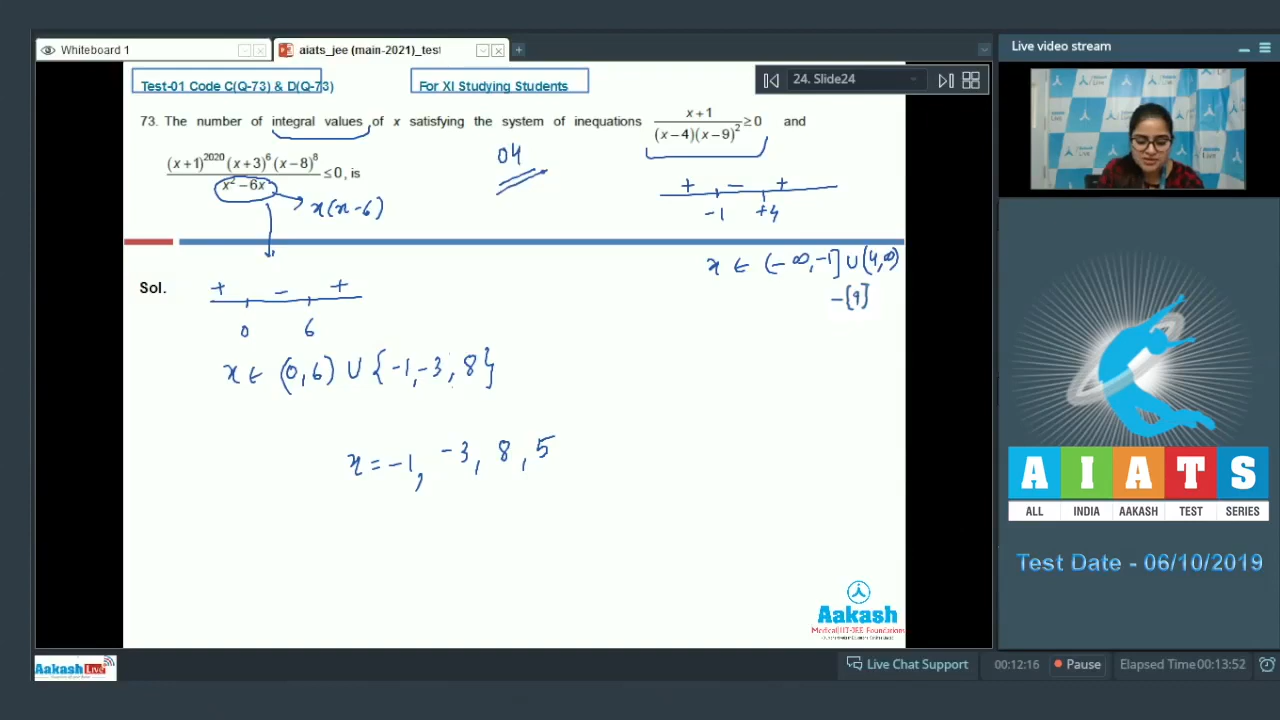 Whiteboard 1
aiats_jee (main-2021)_test
Live video stream
24. Slide24
Test-01 Code C(Q-73) & D(Q-73)
For XI Studying Students
73. The number of integral values of x satisfying the system of inequations (x+1)/((x−4)(x−9)²) ≥ 0 and
((x+1)²⁰²⁰(x+3)⁶(x−8)⁸)/(x²−6x) ≤ 0, is
04
x(x-6)
+ − +
-1 +4
x ∈ (-∞,-1] ∪ (4,∞)
-{9}
Sol.
+ − +
0 6
x ∈ (0,6) ∪ {-1,-3,8}
x = -1, -3, 8, 5
A I A T S
ALL INDIA AAKASH TEST SERIES
Test Date - 06/10/2019
Aakash
Medical|IIT-JEE|Foundations
Aakash Live
Live Chat Support
00:12:16
Pause
Elapsed Time 00:13:52